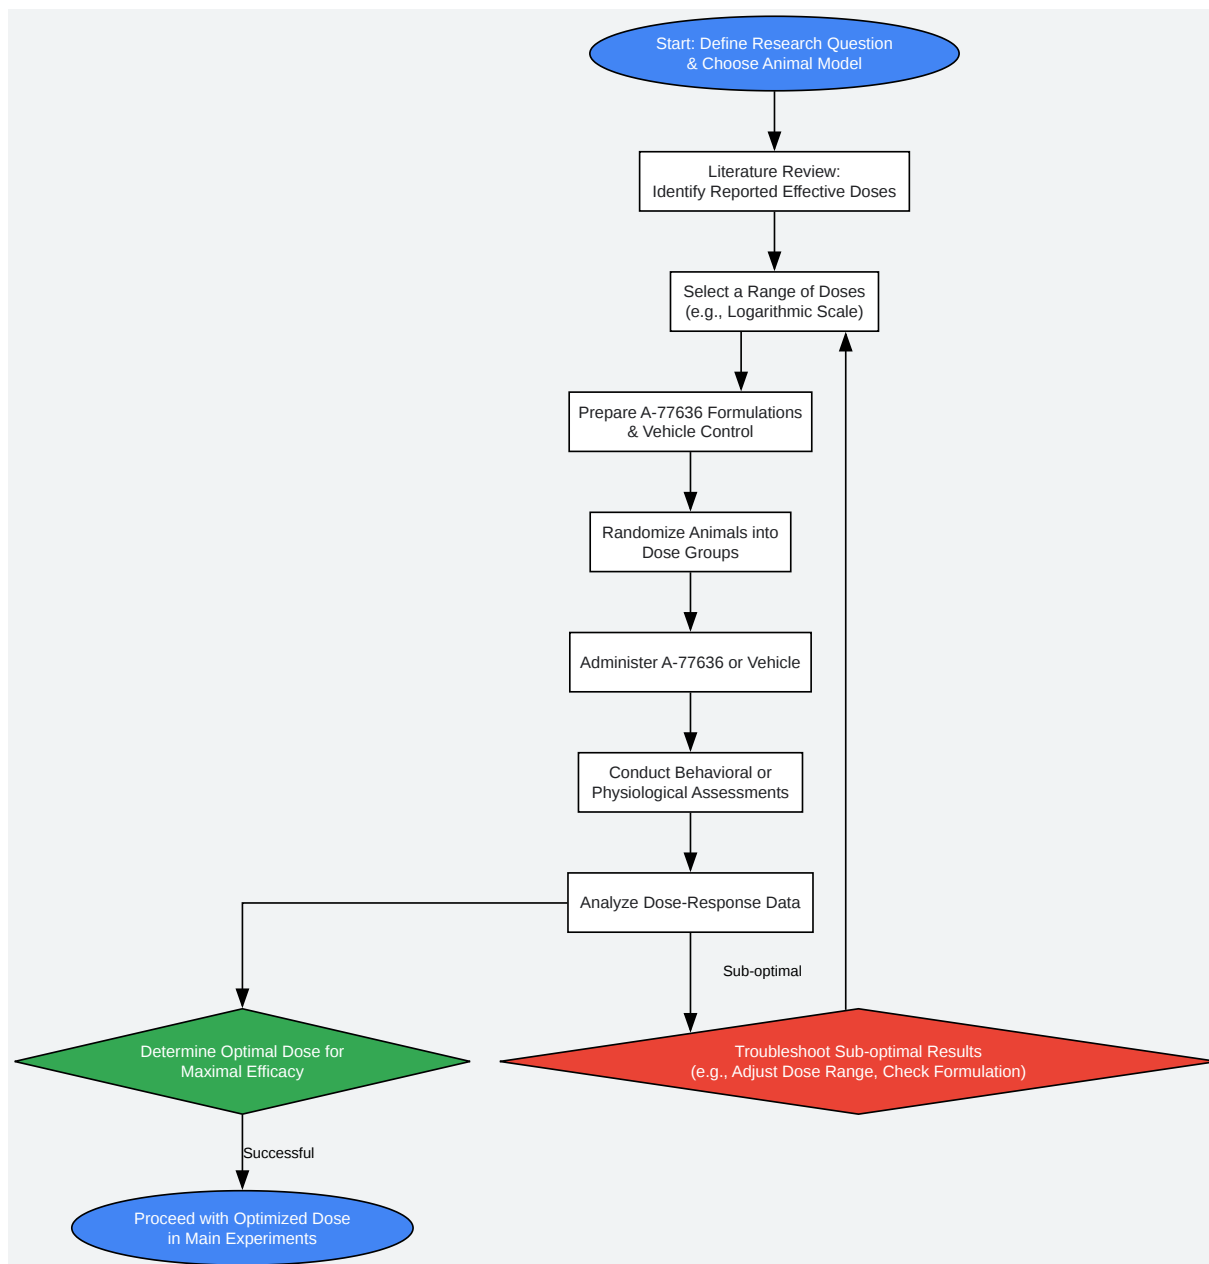 Start: Define Research Question
& Choose Animal Model
Literature Review:
Identify Reported Effective Doses
Select a Range of Doses
(e.g., Logarithmic Scale)
Prepare A-77636 Formulations
& Vehicle Control
Randomize Animals into
Dose Groups
Administer A-77636 or Vehicle
Conduct Behavioral or
Physiological Assessments
Analyze Dose-Response Data
Sub-optimal
Determine Optimal Dose for
Maximal Efficacy
Troubleshoot Sub-optimal Results
(e.g., Adjust Dose Range, Check Formulation)
Successful
Proceed with Optimized Dose
in Main Experiments